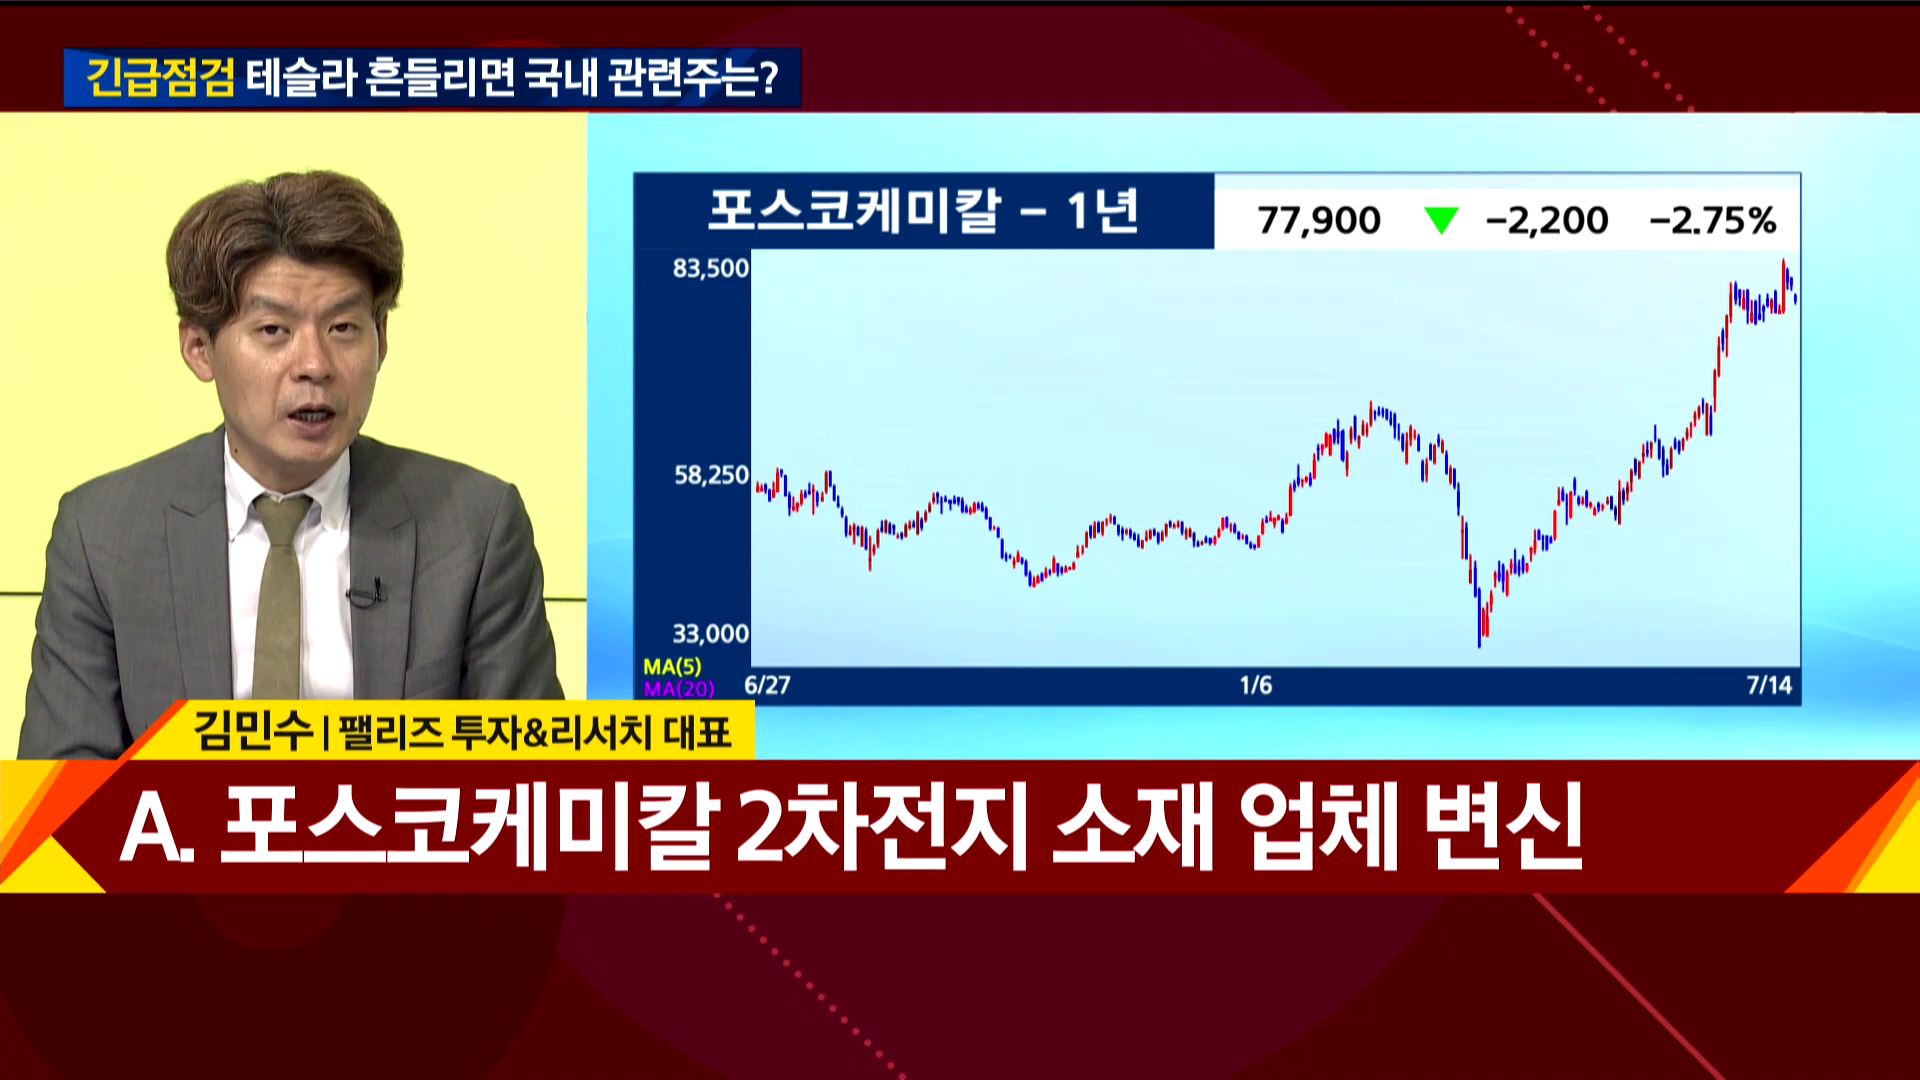 긴급점검 테슬라 흔들리면 국내 관련주는?
포스코케미칼 - 1년
77,900 ▼ -2,200 -2.75%
83,500
58,250
33,000
MA(5)
MA(20)
6/27 1/6 7/14
김민수 | 팰리즈 투자&리서치 대표
A. 포스코케미칼 2차전지 소재 업체 변신